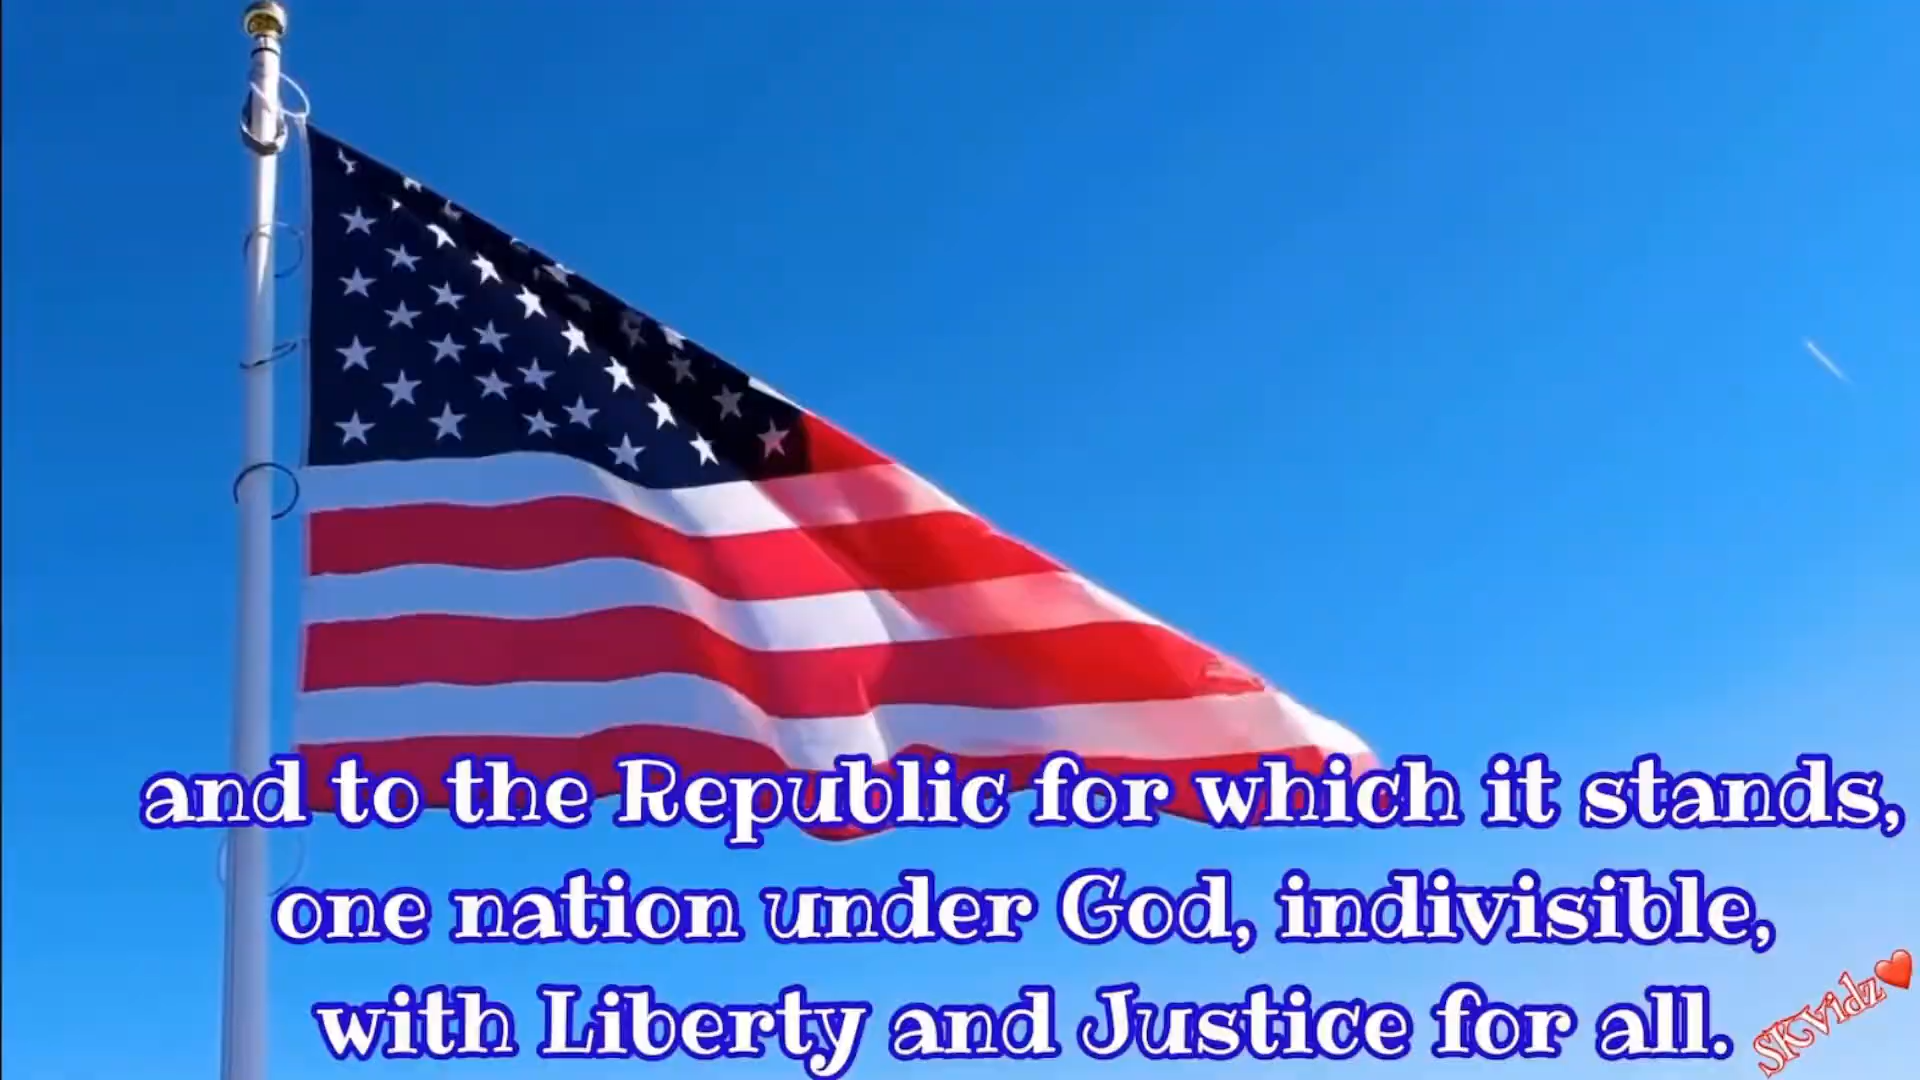 and to the Republic for which it stands,
one nation under God, indivisible,
with Liberty and Justice for all.
SKVidz